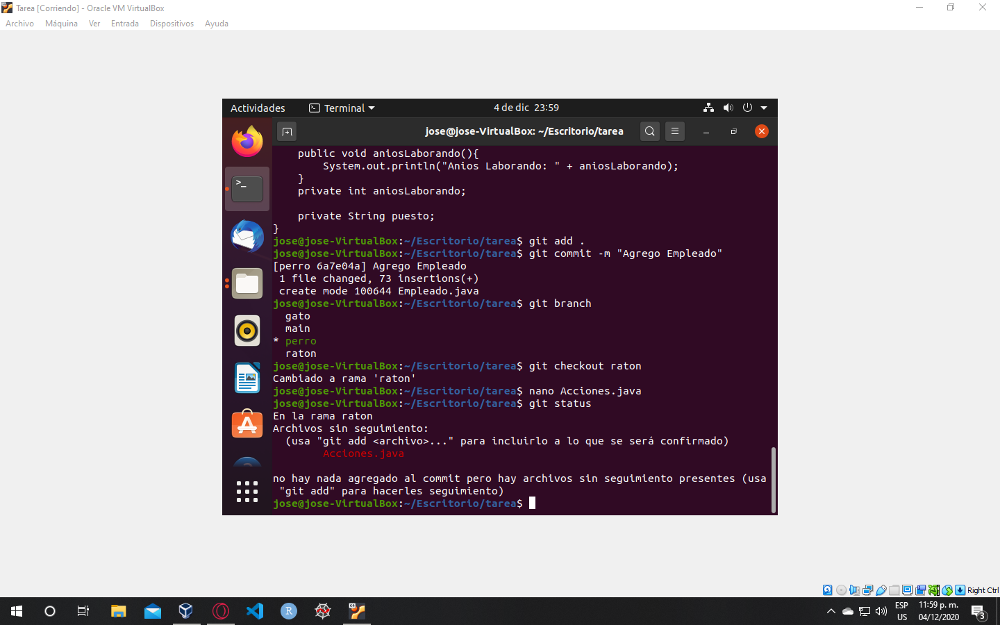 Tarea [Corriendo] - Oracle VM VirtualBox
Archivo Máquina Ver Entrada Dispositivos Ayuda
Actividades Terminal 4 de dic 23:59
jose@jose-VirtualBox: ~/Escritorio/tarea
    public void aniosLaborando(){
        System.out.println("Anios Laborando: " + aniosLaborando);
    }
    private int aniosLaborando;
    private String puesto;
}
jose@jose-VirtualBox:~/Escritorio/tarea$ git add .
jose@jose-VirtualBox:~/Escritorio/tarea$ git commit -m "Agrego Empleado"
[perro 6a7e04a] Agrego Empleado
 1 file changed, 73 insertions(+)
 create mode 100644 Empleado.java
jose@jose-VirtualBox:~/Escritorio/tarea$ git branch
  gato
  main
* perro
  raton
jose@jose-VirtualBox:~/Escritorio/tarea$ git checkout raton
Cambiado a rama 'raton'
jose@jose-VirtualBox:~/Escritorio/tarea$ nano Acciones.java
jose@jose-VirtualBox:~/Escritorio/tarea$ git status
En la rama raton
Archivos sin seguimiento:
  (usa "git add <archivo>..." para incluirlo a lo que se será confirmado)
        Acciones.java
no hay nada agregado al commit pero hay archivos sin seguimiento presentes (usa
 "git add" para hacerles seguimiento)
jose@jose-VirtualBox:~/Escritorio/tarea$
Right Ctrl
ESP 11:59 p. m.
US 04/12/2020 3